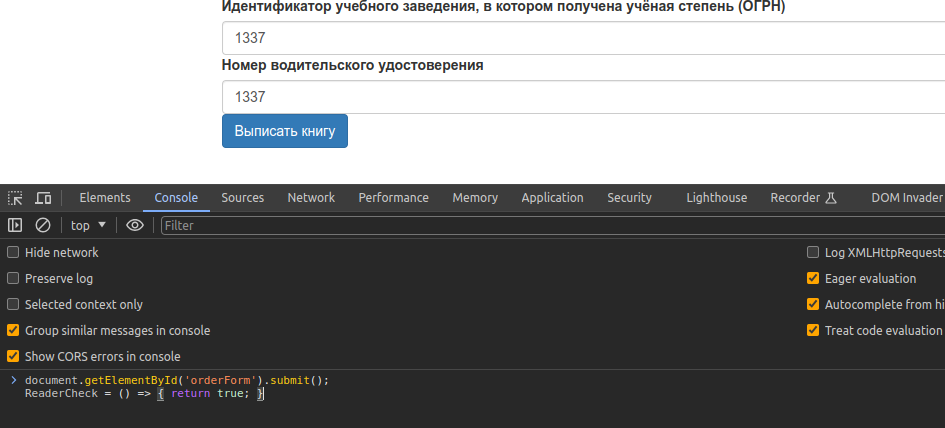 Идентификатор учебного заведения, в котором получена учёная степень (ОГРН)
1337
Номер водительского удостоверения
1337
Выписать книгу
Elements Console Sources Network Performance Memory Application Security Lighthouse Recorder DOM Invader
top Filter
Hide network Log XMLHttpRequests
Preserve log Eager evaluation
Selected context only Autocomplete from hi
Group similar messages in console Treat code evaluation
Show CORS errors in console
document.getElementById('orderForm').submit();
ReaderCheck = () => { return true; }